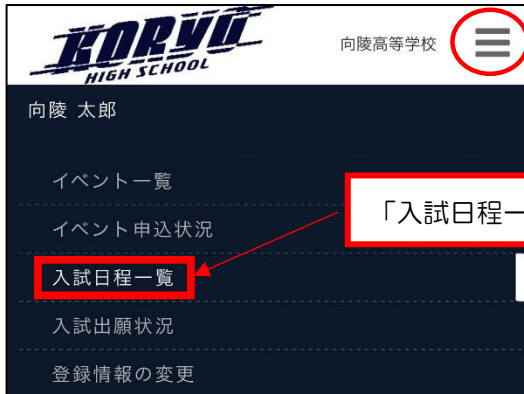 KORYO
HIGH SCHOOL
向陵高等学校
向陵 太郎
イベント一覧
イベント申込状況
「入試日程一
入試日程一覧
入試出願状況
登録情報の変更